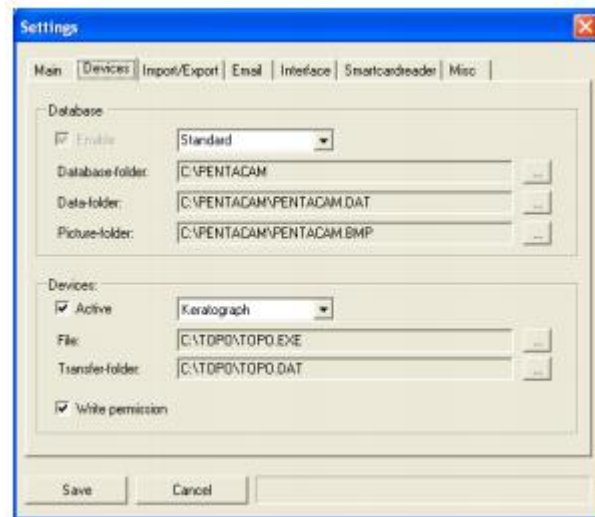 Settings
Main Devices Import/Export Email Interface Smartcardreader Misc
Database
Enable Standard
Database-folder: C:\PENTACAM ...
Data-folder: C:\PENTACAM\PENTACAM.DAT ...
Picture-folder: C:\PENTACAM\PENTACAM.BMP ...
Devices:
Active Keratograph
File: C:\TOPO\TOPO.EXE ...
Transfer-folder: C:\TOPO\TOPO.DAT ...
Write permission
Save Cancel